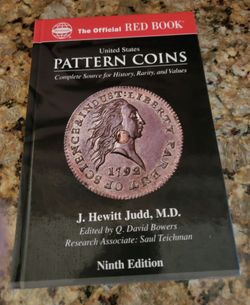 The Official RED BOOK
United States
PATTERN COINS
Complete Source for History, Rarity, and Values
LIBERTY PARENT OF SCIENCE & INDUST:
1792
J. Hewitt Judd, M.D.
Edited by Q. David Bowers
Research Associate: Saul Teichman
Ninth Edition